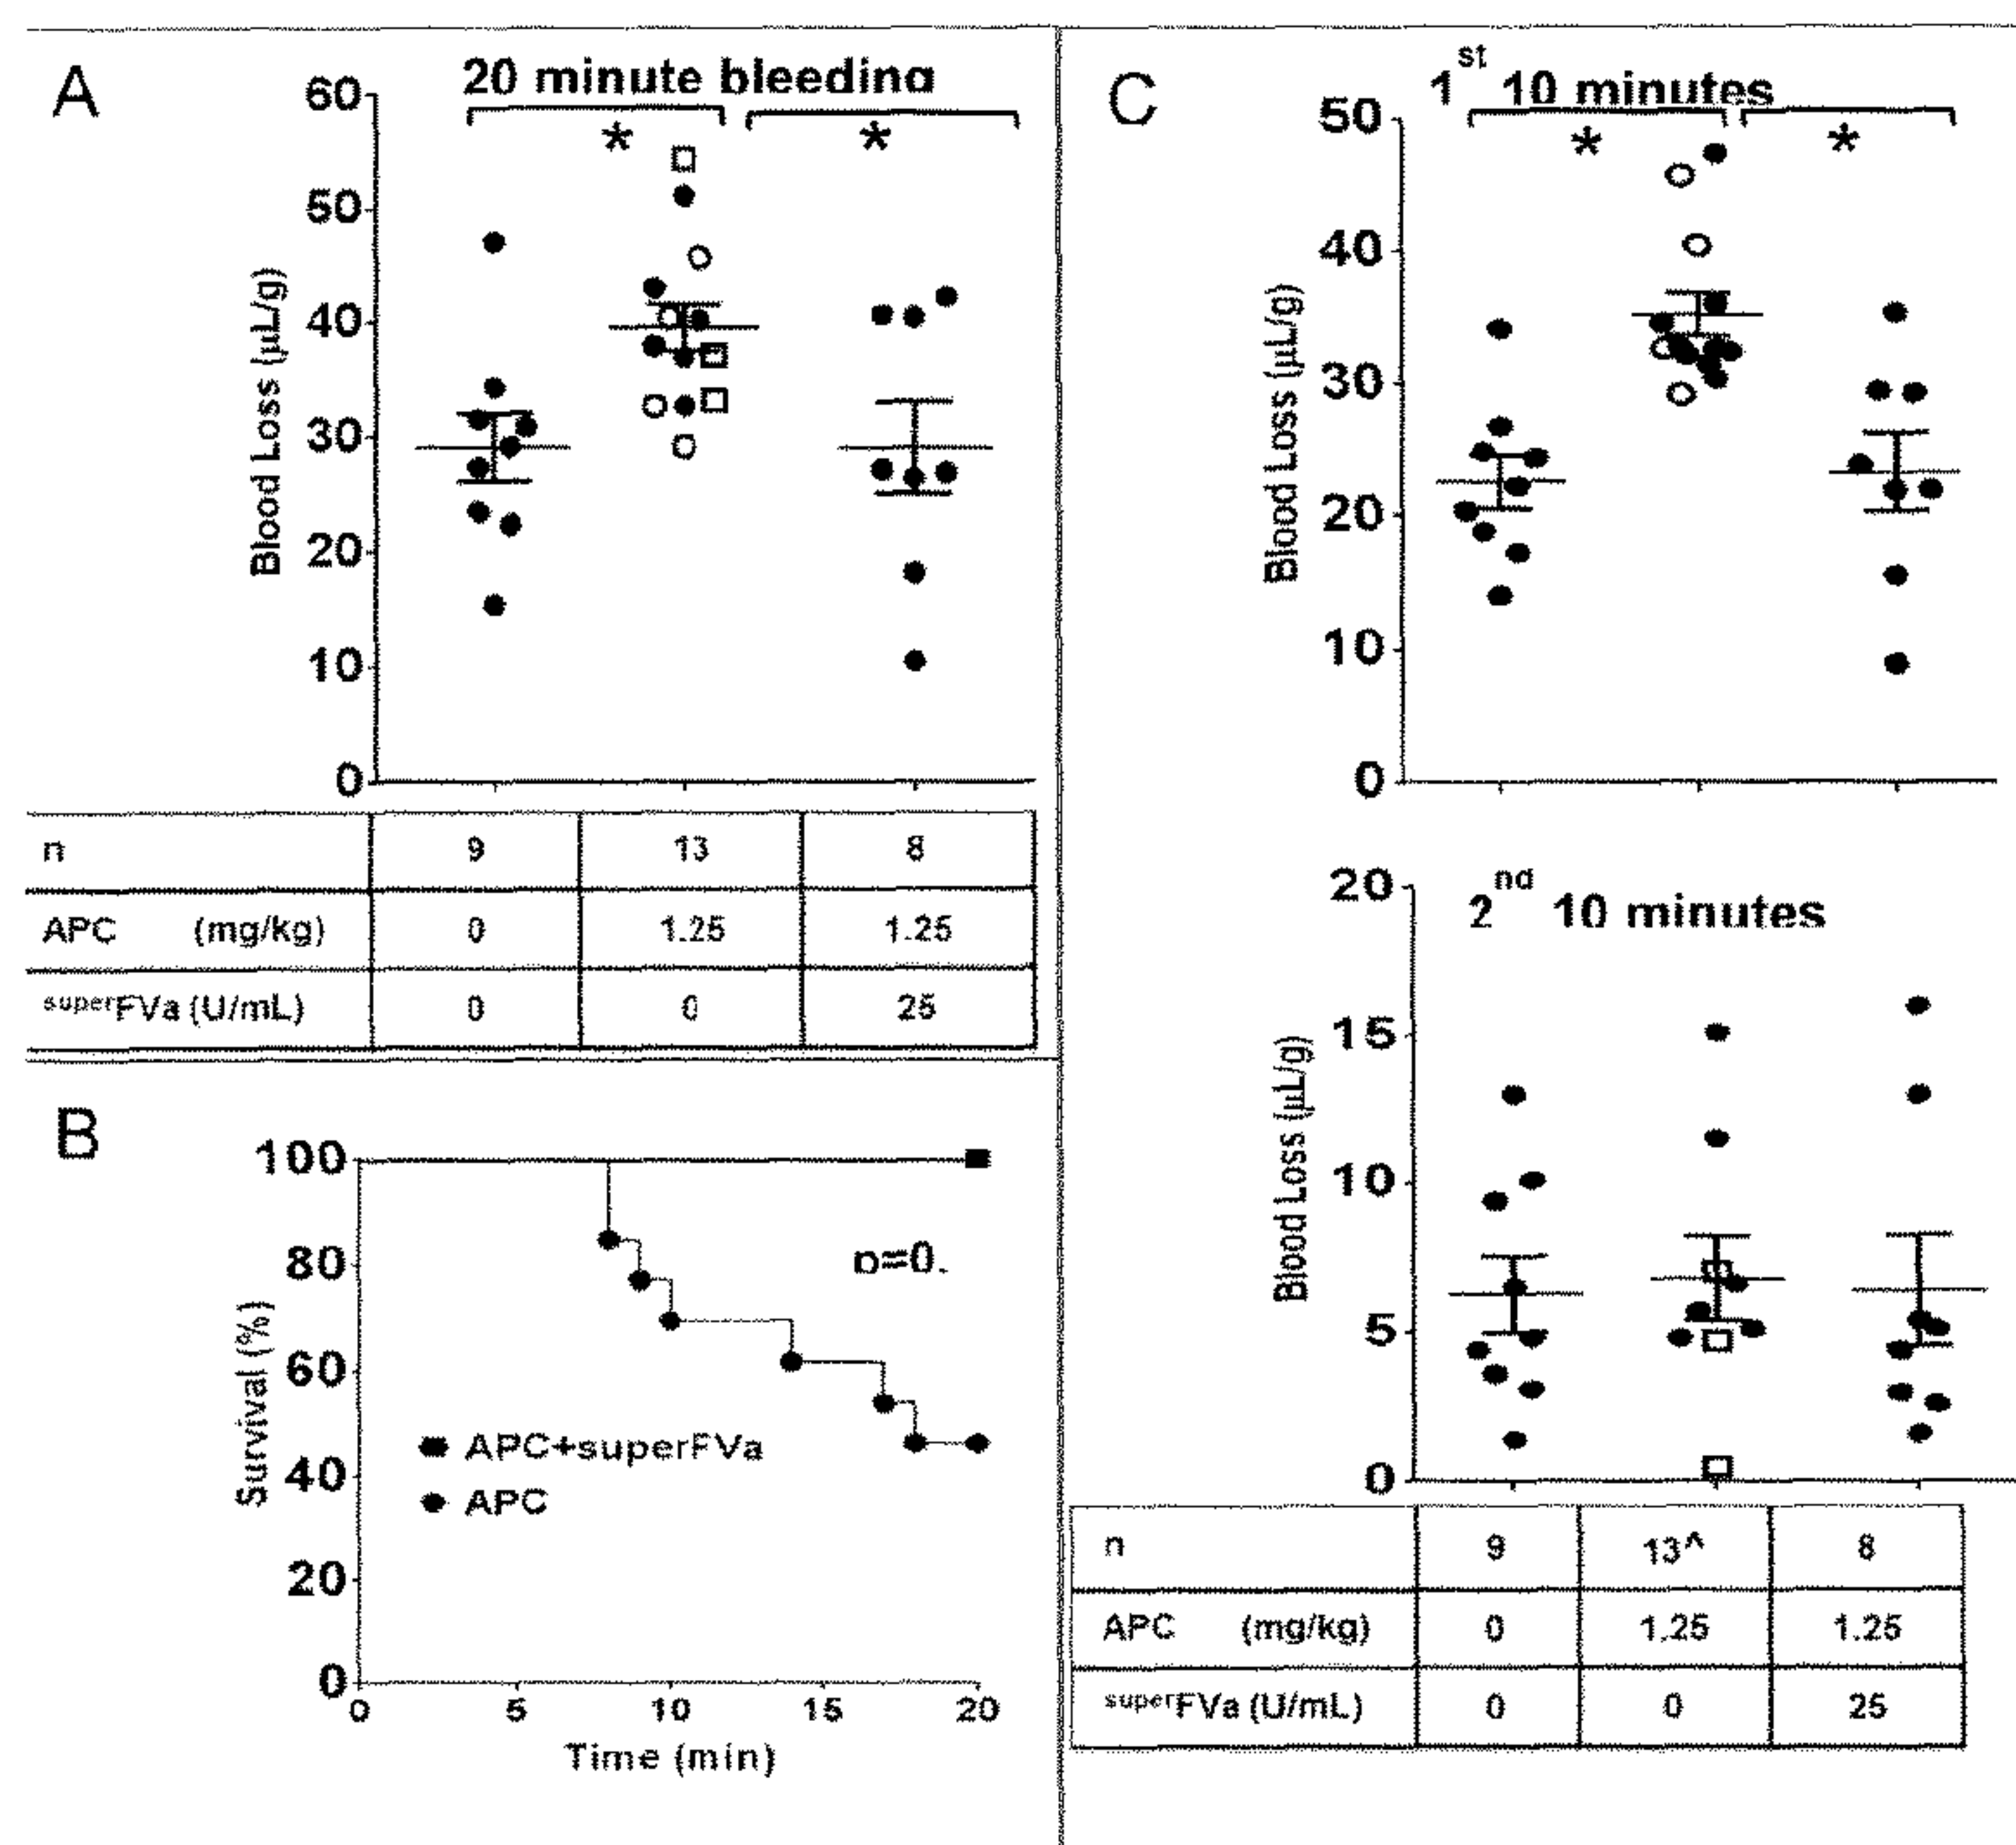 A
20 minute bleeding
60
50
40
30
20
10
0
Blood Loss (µL/g)
* *
n 9 13 8
APC (mg/kg) 0 1.25 1.25
superFVa (U/mL) 0 0 25
B
100
80
60
40
20
0
Survival (%)
p=0.
APC+superFVa
APC
0 5 10 15 20
Time (min)
C
1st 10 minutes
50
40
30
20
10
0
Blood Loss (µL/g)
* *
2nd 10 minutes
20
15
10
5
0
Blood Loss (µL/g)
n 9 13^ 8
APC (mg/kg) 0 1.25 1.25
superFVa (U/mL) 0 0 25